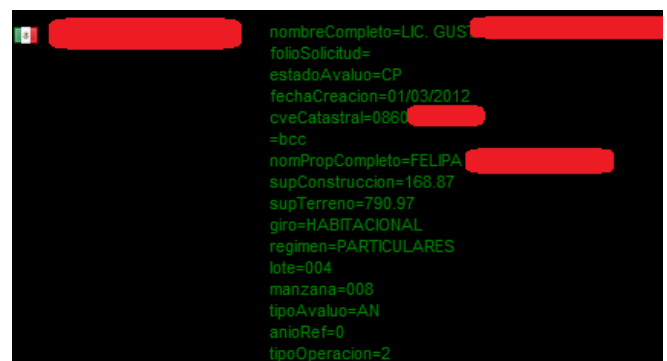 nombreCompleto=LIC. GUS
folioSolicitud=
estadoAvaluo=CP
fechaCreacion=01/03/2012
cveCatastral=0860
=bcc
nomPropCompleto=FELIPA
supConstruccion=168.87
supTerreno=790.97
giro=HABITACIONAL
regimen=PARTICULARES
lote=004
manzana=008
tipoAvaluo=AN
anioRef=0
tipoOperacion=2